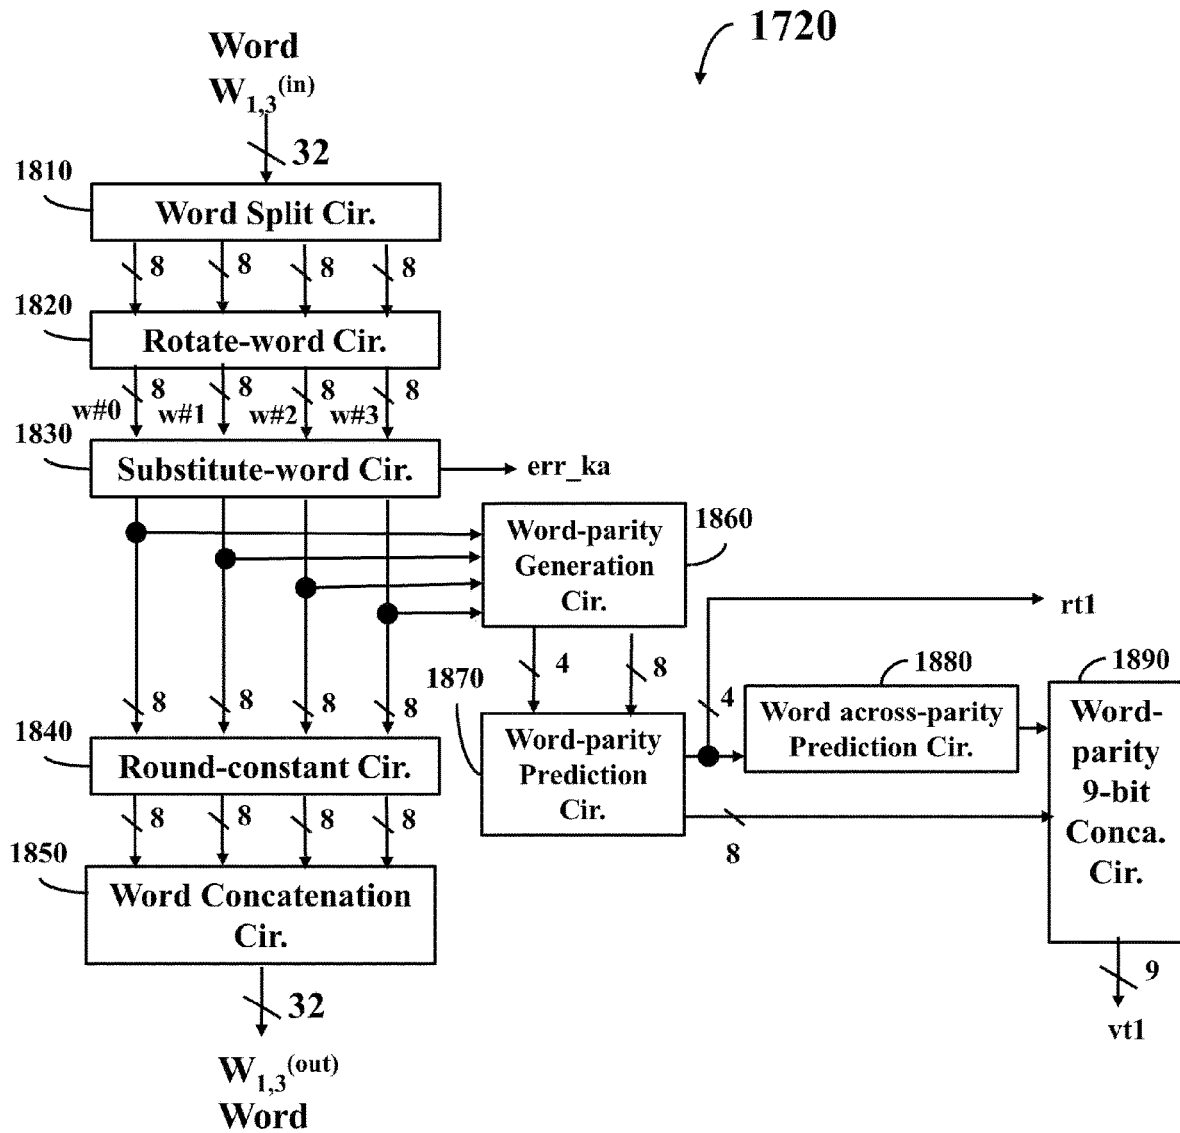 1720
Word
W1,3(in)
32
1810
Word Split Cir.
8 8 8 8
1820
Rotate-word Cir.
8 8 8 8
w#0 w#1 w#2 w#3
1830
Substitute-word Cir.
err_ka
Word-parity
Generation
Cir.
1860
rt1
4 8
1870
Word-parity
Prediction
Cir.
4
1880
Word across-parity
Prediction Cir.
1890
Word-
parity
9-bit
Conca.
Cir.
8
9
vt1
8 8 8 8
1840
Round-constant Cir.
8 8 8 8
1850
Word Concatenation
Cir.
32
W1,3(out)
Word